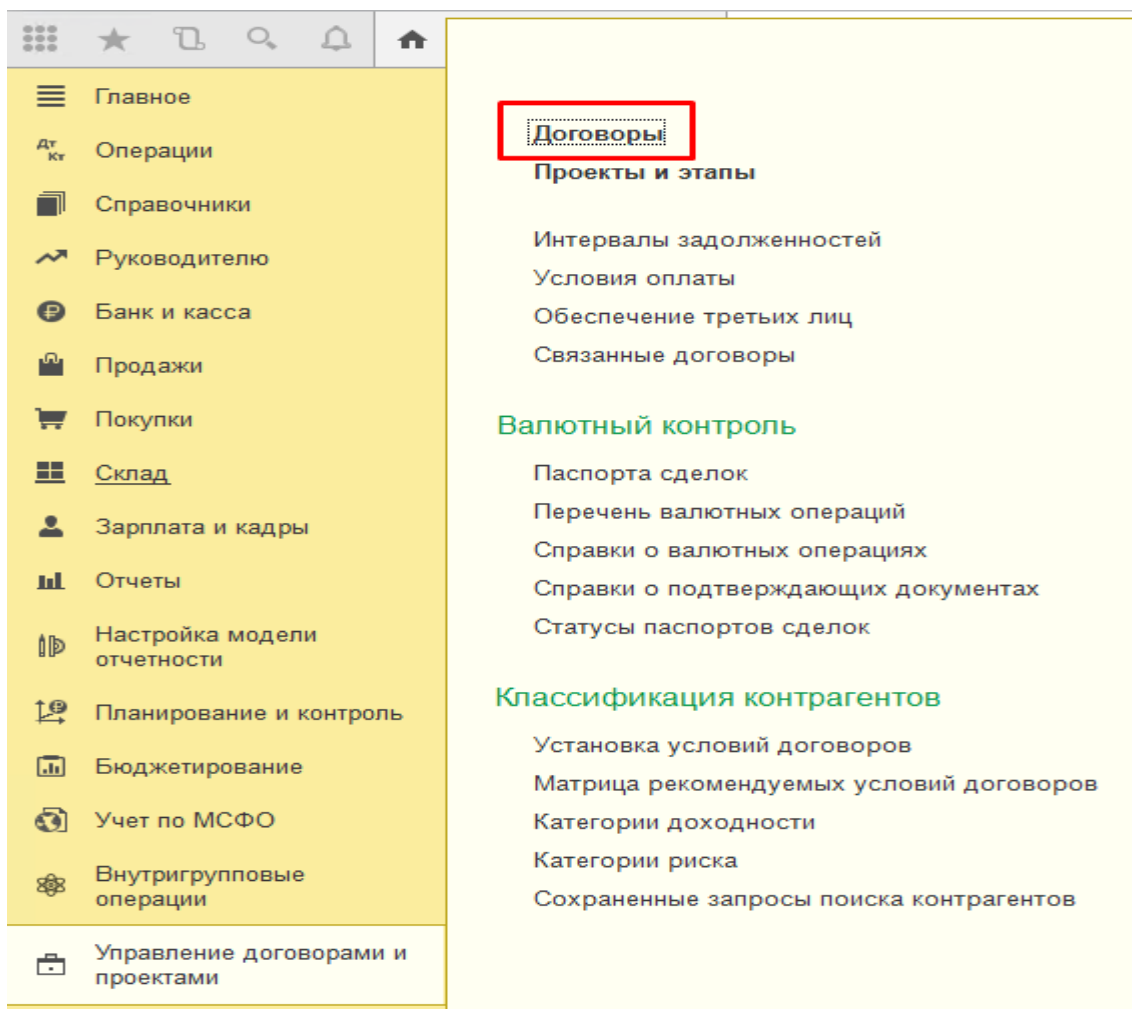 Главное
Дт
Кт
Операции
Справочники
Руководителю
Банк и касса
Продажи
Покупки
Склад
Зарплата и кадры
Отчеты
Настройка модели
отчетности
Планирование и контроль
Бюджетирование
Учет по МСФО
Внутригрупповые
операции
Управление договорами и
проектами
Договоры
Проекты и этапы
Интервалы задолженностей
Условия оплаты
Обеспечение третьих лиц
Связанные договоры
Валютный контроль
Паспорта сделок
Перечень валютных операций
Справки о валютных операциях
Справки о подтверждающих документах
Статусы паспортов сделок
Классификация контрагентов
Установка условий договоров
Матрица рекомендуемых условий договоров
Категории доходности
Категории риска
Сохраненные запросы поиска контрагентов